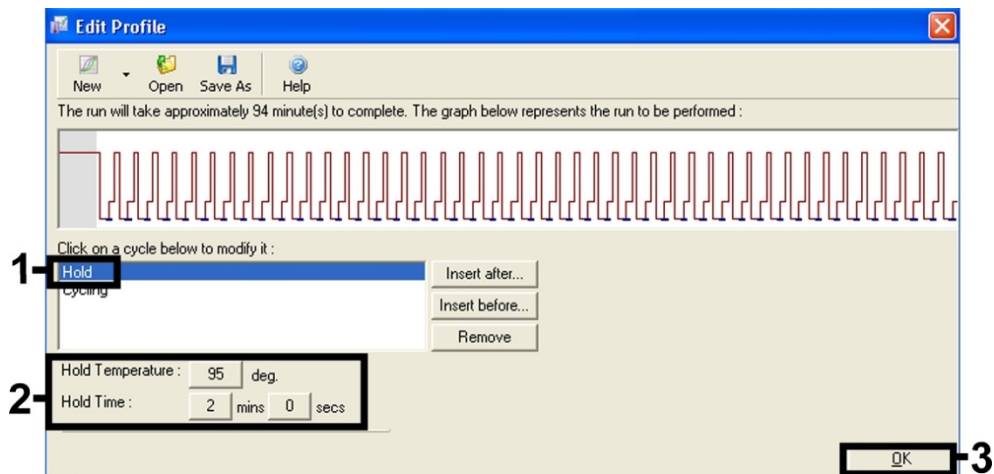 Edit Profile
New Open Save As Help
The run will take approximately 94 minute(s) to complete. The graph below represents the run to be performed :
Click on a cycle below to modify it :
1
Hold
Cycling
Insert after...
Insert before...
Remove
2
Hold Temperature : 95 deg.
Hold Time : 2 mins 0 secs
OK
3